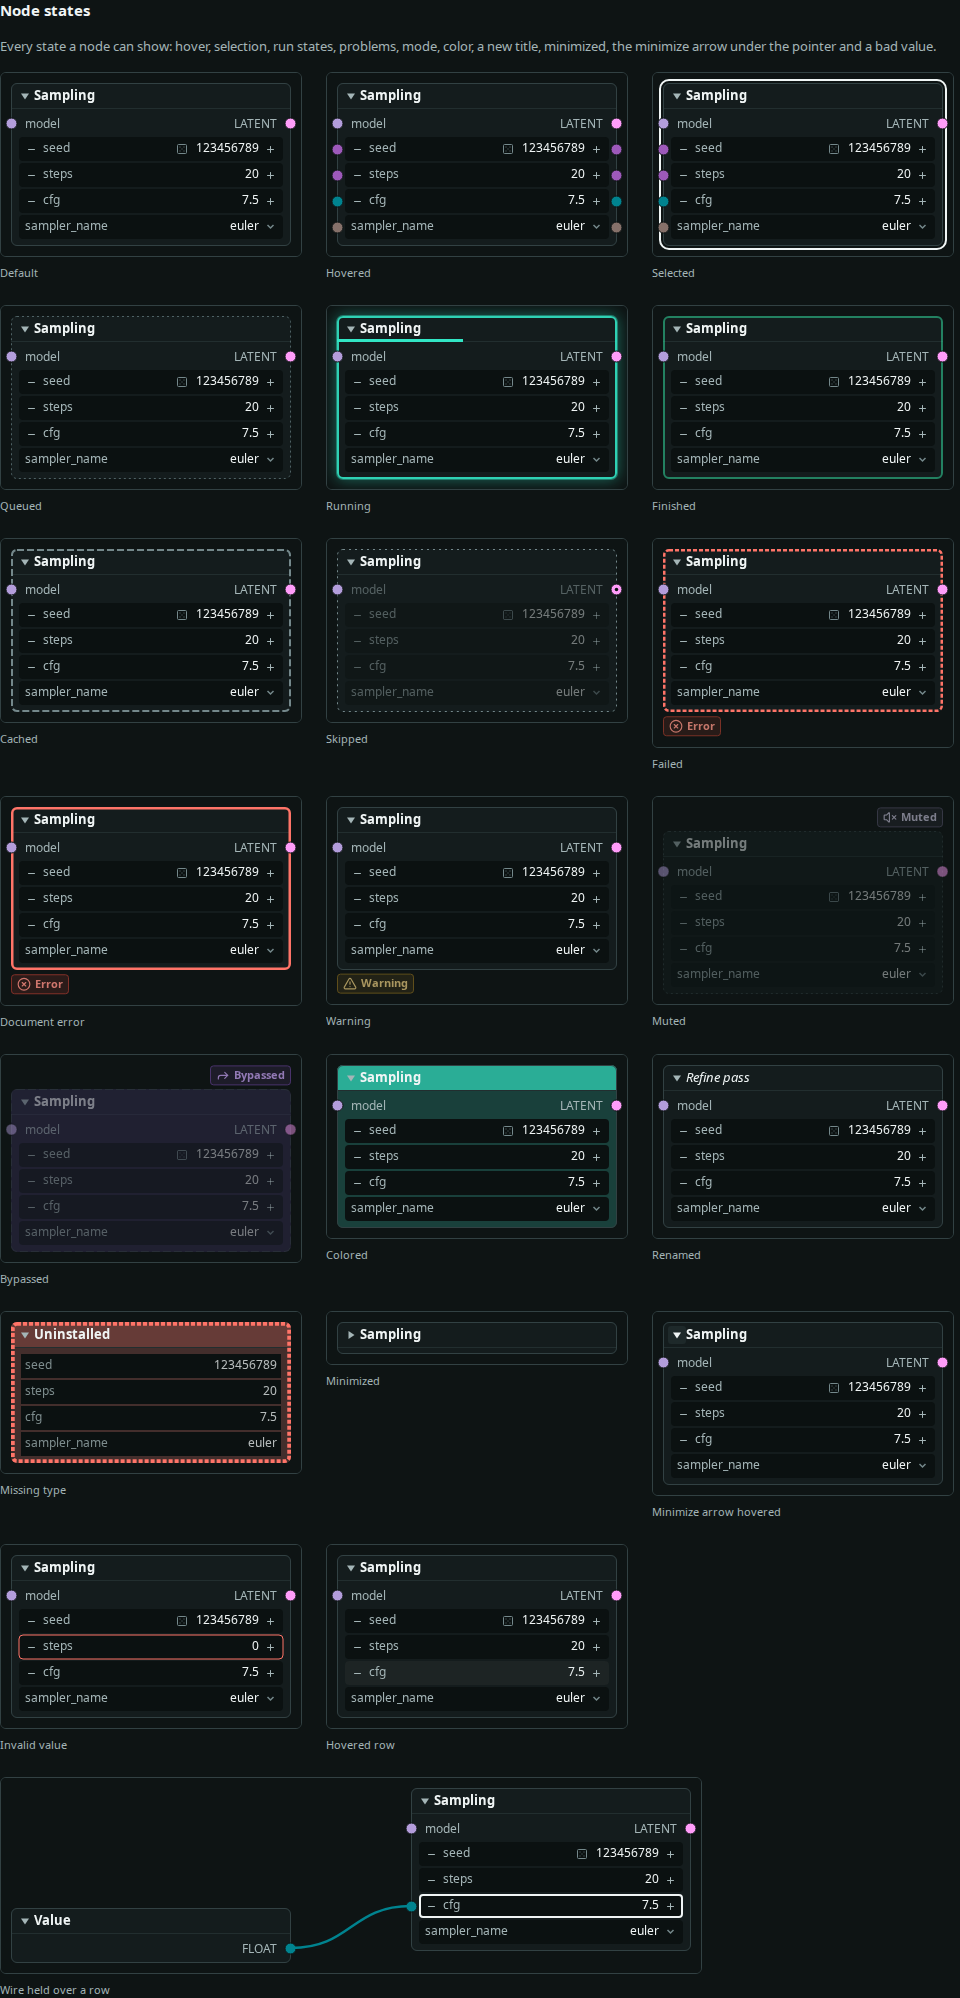 Node states
Every state a node can show: hover, selection, run states, problems, mode, color, a new title, minimized, the minimize arrow under the pointer and a bad value.
Sampling
model LATENT
– seed 123456789 +
– steps 20 +
– cfg 7.5 +
sampler_name euler
Default
Sampling
model LATENT
– seed 123456789 +
– steps 20 +
– cfg 7.5 +
sampler_name euler
Hovered
Sampling
model LATENT
– seed 123456789 +
– steps 20 +
– cfg 7.5 +
sampler_name euler
Selected
Sampling
model LATENT
– seed 123456789 +
– steps 20 +
– cfg 7.5 +
sampler_name euler
Queued
Sampling
model LATENT
– seed 123456789 +
– steps 20 +
– cfg 7.5 +
sampler_name euler
Running
Sampling
model LATENT
– seed 123456789 +
– steps 20 +
– cfg 7.5 +
sampler_name euler
Finished
Sampling
model LATENT
– seed 123456789 +
– steps 20 +
– cfg 7.5 +
sampler_name euler
Cached
Sampling
model LATENT
– seed 123456789 +
– steps 20 +
– cfg 7.5 +
sampler_name euler
Skipped
Sampling
model LATENT
– seed 123456789 +
– steps 20 +
– cfg 7.5 +
sampler_name euler
Error
Failed
Sampling
model LATENT
– seed 123456789 +
– steps 20 +
– cfg 7.5 +
sampler_name euler
Error
Document error
Sampling
model LATENT
– seed 123456789 +
– steps 20 +
– cfg 7.5 +
sampler_name euler
Warning
Warning
Muted
Sampling
model LATENT
– seed 123456789 +
– steps 20 +
– cfg 7.5 +
sampler_name euler
Muted
Bypassed
Sampling
model LATENT
– seed 123456789 +
– steps 20 +
– cfg 7.5 +
sampler_name euler
Bypassed
Sampling
model LATENT
– seed 123456789 +
– steps 20 +
– cfg 7.5 +
sampler_name euler
Colored
Refine pass
model LATENT
– seed 123456789 +
– steps 20 +
– cfg 7.5 +
sampler_name euler
Renamed
Uninstalled
seed 123456789
steps 20
cfg 7.5
sampler_name euler
Missing type
Sampling
Minimized
Sampling
model LATENT
– seed 123456789 +
– steps 20 +
– cfg 7.5 +
sampler_name euler
Minimize arrow hovered
Sampling
model LATENT
– seed 123456789 +
– steps 0 +
– cfg 7.5 +
sampler_name euler
Invalid value
Sampling
model LATENT
– seed 123456789 +
– steps 20 +
– cfg 7.5 +
sampler_name euler
Hovered row
Sampling
model LATENT
– seed 123456789 +
– steps 20 +
– cfg 7.5 +
sampler_name euler
Value
FLOAT
Wire held over a row